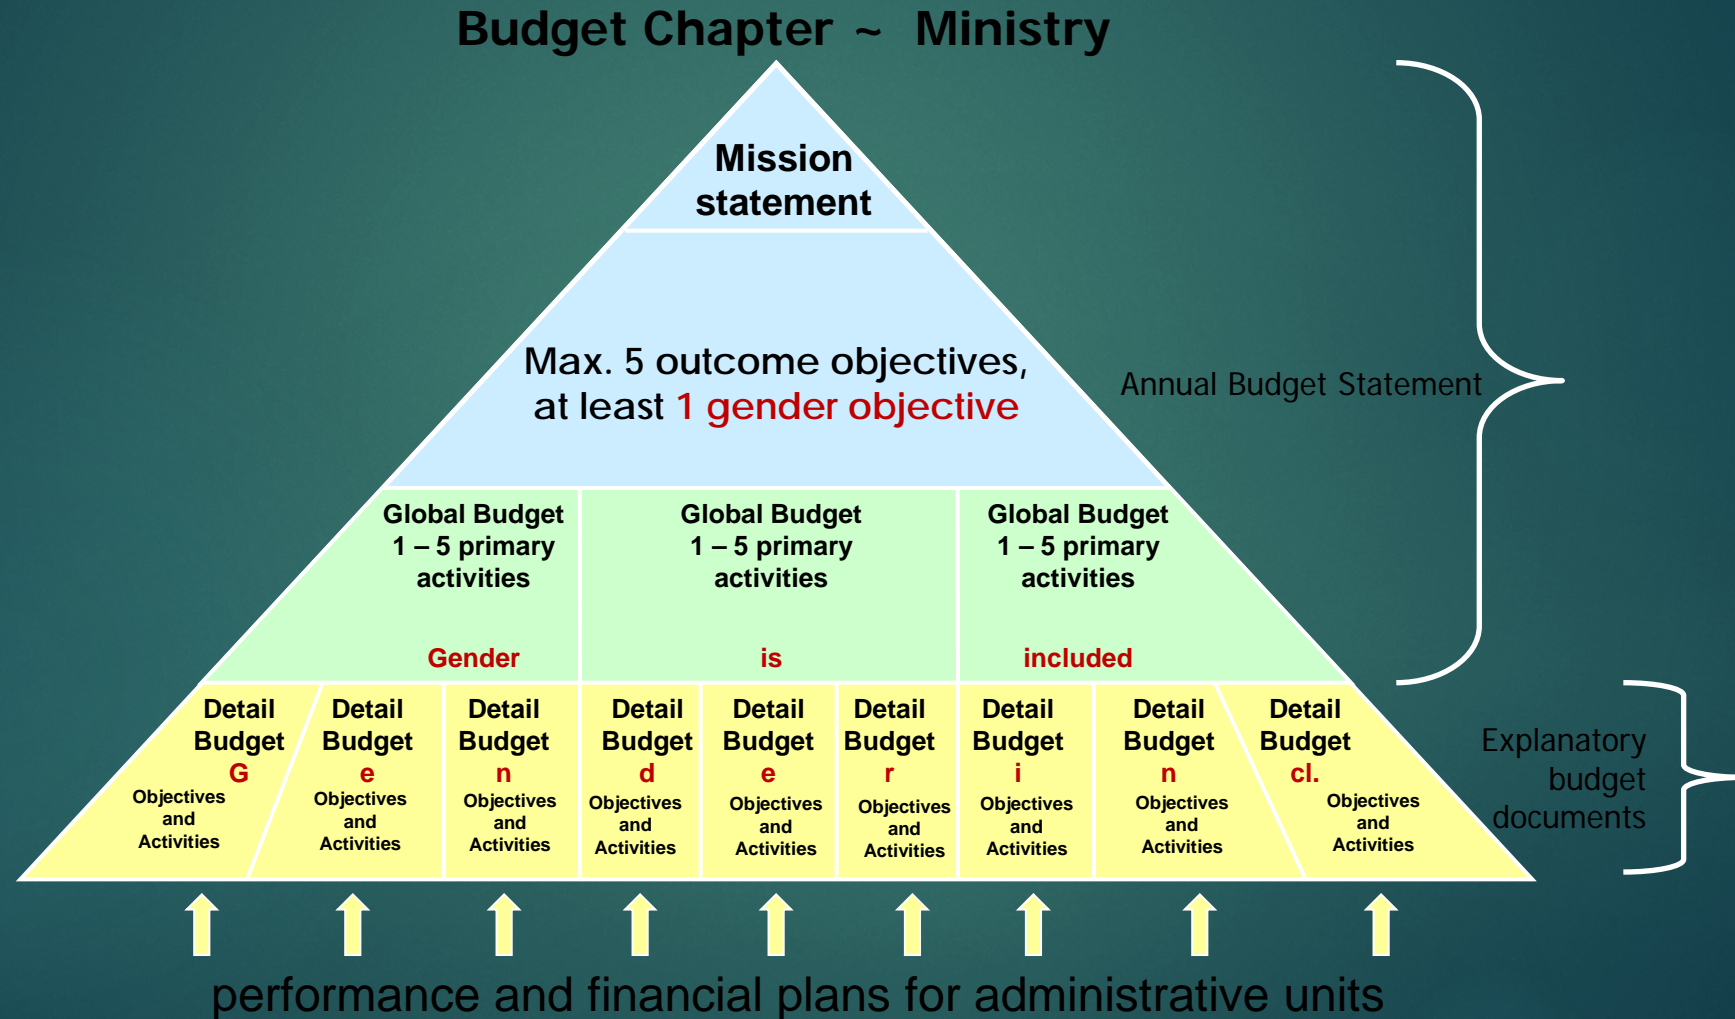 Budget Chapter ~ Ministry
Mission
statement
Max. 5 outcome objectives,
at least 1 gender objective
Annual Budget Statement
Global Budget
1 – 5 primary
activities
Gender
Global Budget
1 – 5 primary
activities
is
Global Budget
1 – 5 primary
activities
included
Detail
Budget
G
Objectives
and
Activities
Detail
Budget
e
Objectives
and
Activities
Detail
Budget
n
Objectives
and
Activities
Detail
Budget
d
Objectives
and
Activities
Detail
Budget
e
Objectives
and
Activities
Detail
Budget
r
Objectives
and
Activities
Detail
Budget
i
Objectives
and
Activities
Detail
Budget
n
Objectives
and
Activities
Detail
Budget
cl.
Objectives
and
Activities
Explanatory
budget
documents
performance and financial plans for administrative units